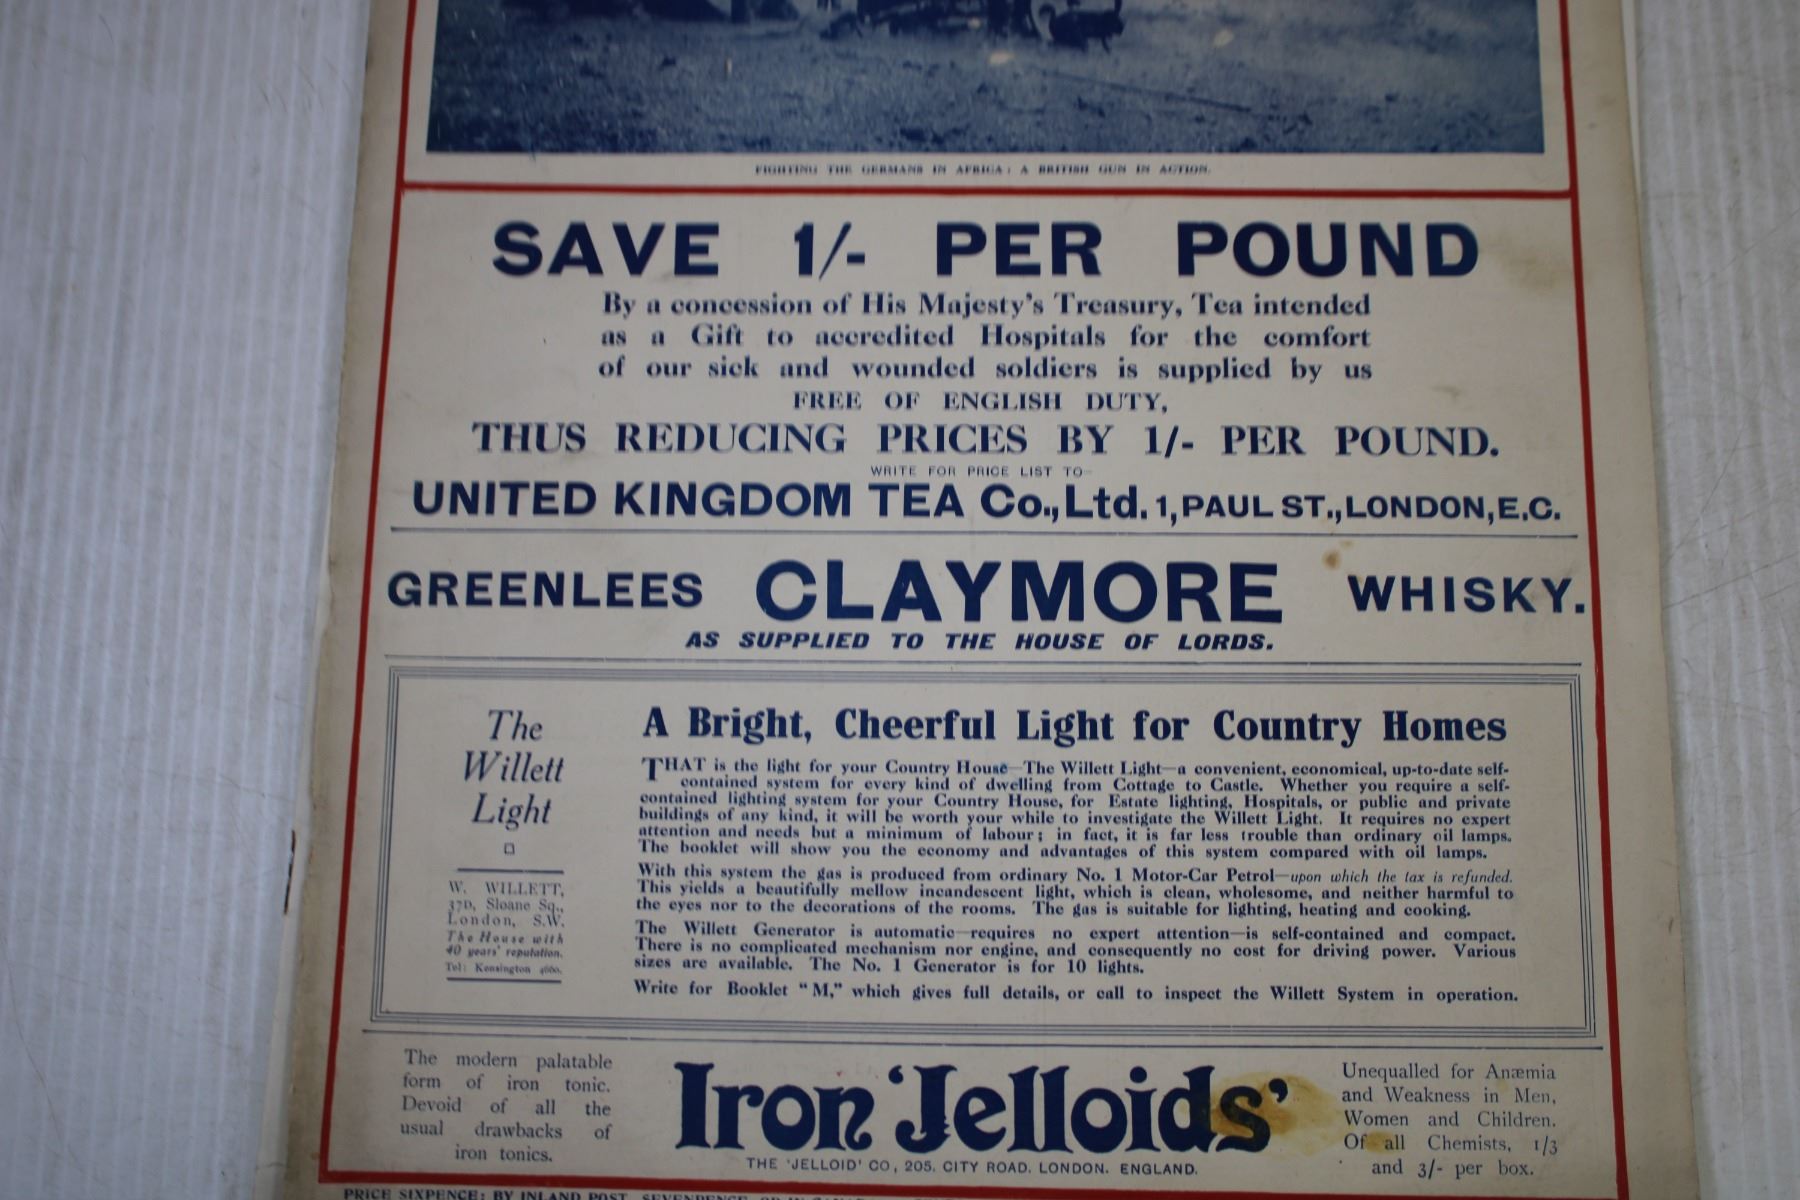 FIGHTING THE GERMANS IN AFRICA: A BRITISH GUN IN ACTION.
SAVE 1/- PER POUND
By a concession of His Majesty's Treasury, Tea intended
as a Gift to accredited Hospitals for the comfort
of our sick and wounded soldiers is supplied by us
FREE OF ENGLISH DUTY,
THUS REDUCING PRICES BY 1/- PER POUND.
WRITE FOR PRICE LIST TO—
UNITED KINGDOM TEA Co., Ltd. 1, PAUL ST., LONDON, E.C.
GREENLEES CLAYMORE WHISKY.
AS SUPPLIED TO THE HOUSE OF LORDS.
The
Willett
Light
W. WILLETT,
37D, Sloane Sq.,
London, S.W.
The House with
40 years' reputation.
Tel: Kensington 4660.
A Bright, Cheerful Light for Country Homes
THAT is the light for your Country House—The Willett Light—a convenient, economical, up-to-date self-
contained system for every kind of dwelling from Cottage to Castle. Whether you require a self-
contained lighting system for your Country House, for Estate lighting, Hospitals, or public and private
buildings of any kind, it will be worth your while to investigate the Willett Light. It requires no expert
attention and needs but a minimum of labour; in fact, it is far less trouble than ordinary oil lamps.
The booklet will show you the economy and advantages of this system compared with oil lamps.
With this system the gas is produced from ordinary No. 1 Motor-Car Petrol—upon which the tax is refunded.
This yields a beautifully mellow incandescent light, which is clean, wholesome, and neither harmful to
the eyes nor to the decorations of the rooms. The gas is suitable for lighting, heating and cooking.
The Willett Generator is automatic—requires no expert attention—is self-contained and compact.
There is no complicated mechanism nor engine, and consequently no cost for driving power. Various
sizes are available. The No. 1 Generator is for 10 lights.
Write for Booklet "M," which gives full details, or call to inspect the Willett System in operation.
The modern palatable
form of iron tonic.
Devoid of all the
usual drawbacks of
iron tonics.
Iron 'Jelloids'
THE 'JELLOID' CO, 205, CITY ROAD, LONDON, ENGLAND.
Unequalled for Anæmia
and Weakness in Men,
Women and Children.
Of all Chemists, 1/3
and 3/- per box.
PRICE SIXPENCE: BY INLAND POST, SEVENPENCE